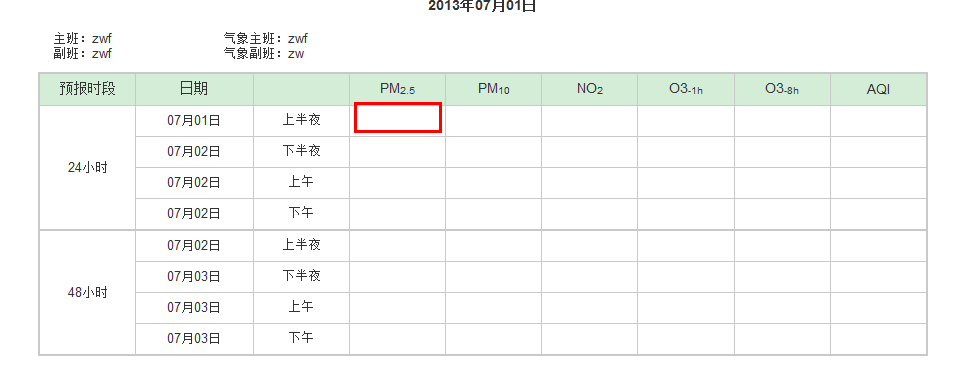 2013年07月01日
主班：zwf 气象主班：zwf
副班：zwf 气象副班：zw
预报时段 日期 PM2.5 PM10 NO2 O3-1h O3-8h AQI
07月01日 上半夜
07月02日 下半夜
24小时
07月02日 上午
07月02日 下午
07月02日 上半夜
07月03日 下半夜
48小时
07月03日 上午
07月03日 下午